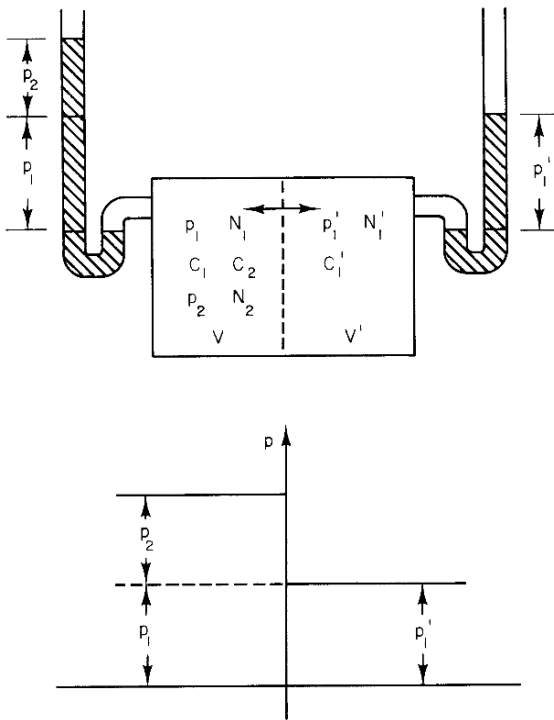 p₂
p₁
p₁'
p₁ N₁ p₁' N₁'
C₁ C₂ C₁'
p₂ N₂
V V'
p
p₂
p₁
p₁'